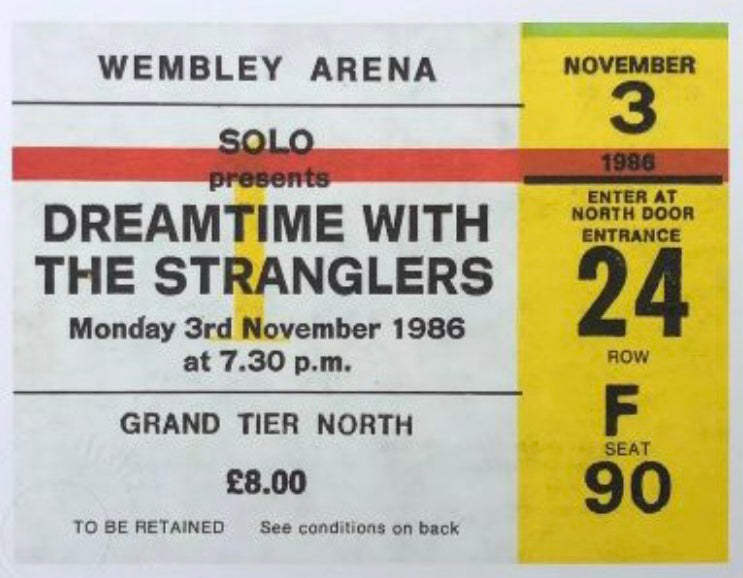 WEMBLEY ARENA
SOLO
presents
DREAMTIME WITH
THE STRANGLERS
Monday 3rd November 1986
at 7.30 p.m.
GRAND TIER NORTH
£8.00
TO BE RETAINED See conditions on back
NOVEMBER
3
1986
ENTER AT
NORTH DOOR
ENTRANCE
24
ROW
F
SEAT
90